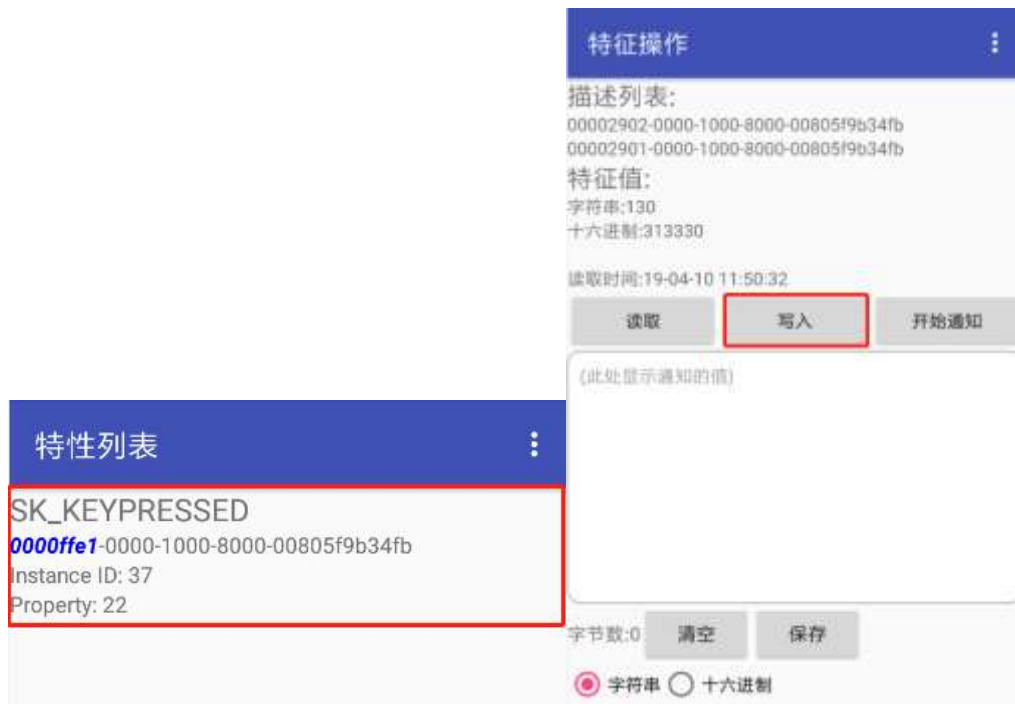 特性列表
SK_KEYPRESSED
0000ffe1-0000-1000-8000-00805f9b34fb
Instance ID: 37
Property: 22
特征操作
描述列表:
00002902-0000-1000-8000-00805f9b34fb
00002901-0000-1000-8000-00805f9b34fb
特征值:
字符串:130
十六进制:313330
读取时间:19-04-10 11:50:32
读取 写入 开始通知
(此处显示通知的值)
字节数:0 清空 保存
字符串 十六进制